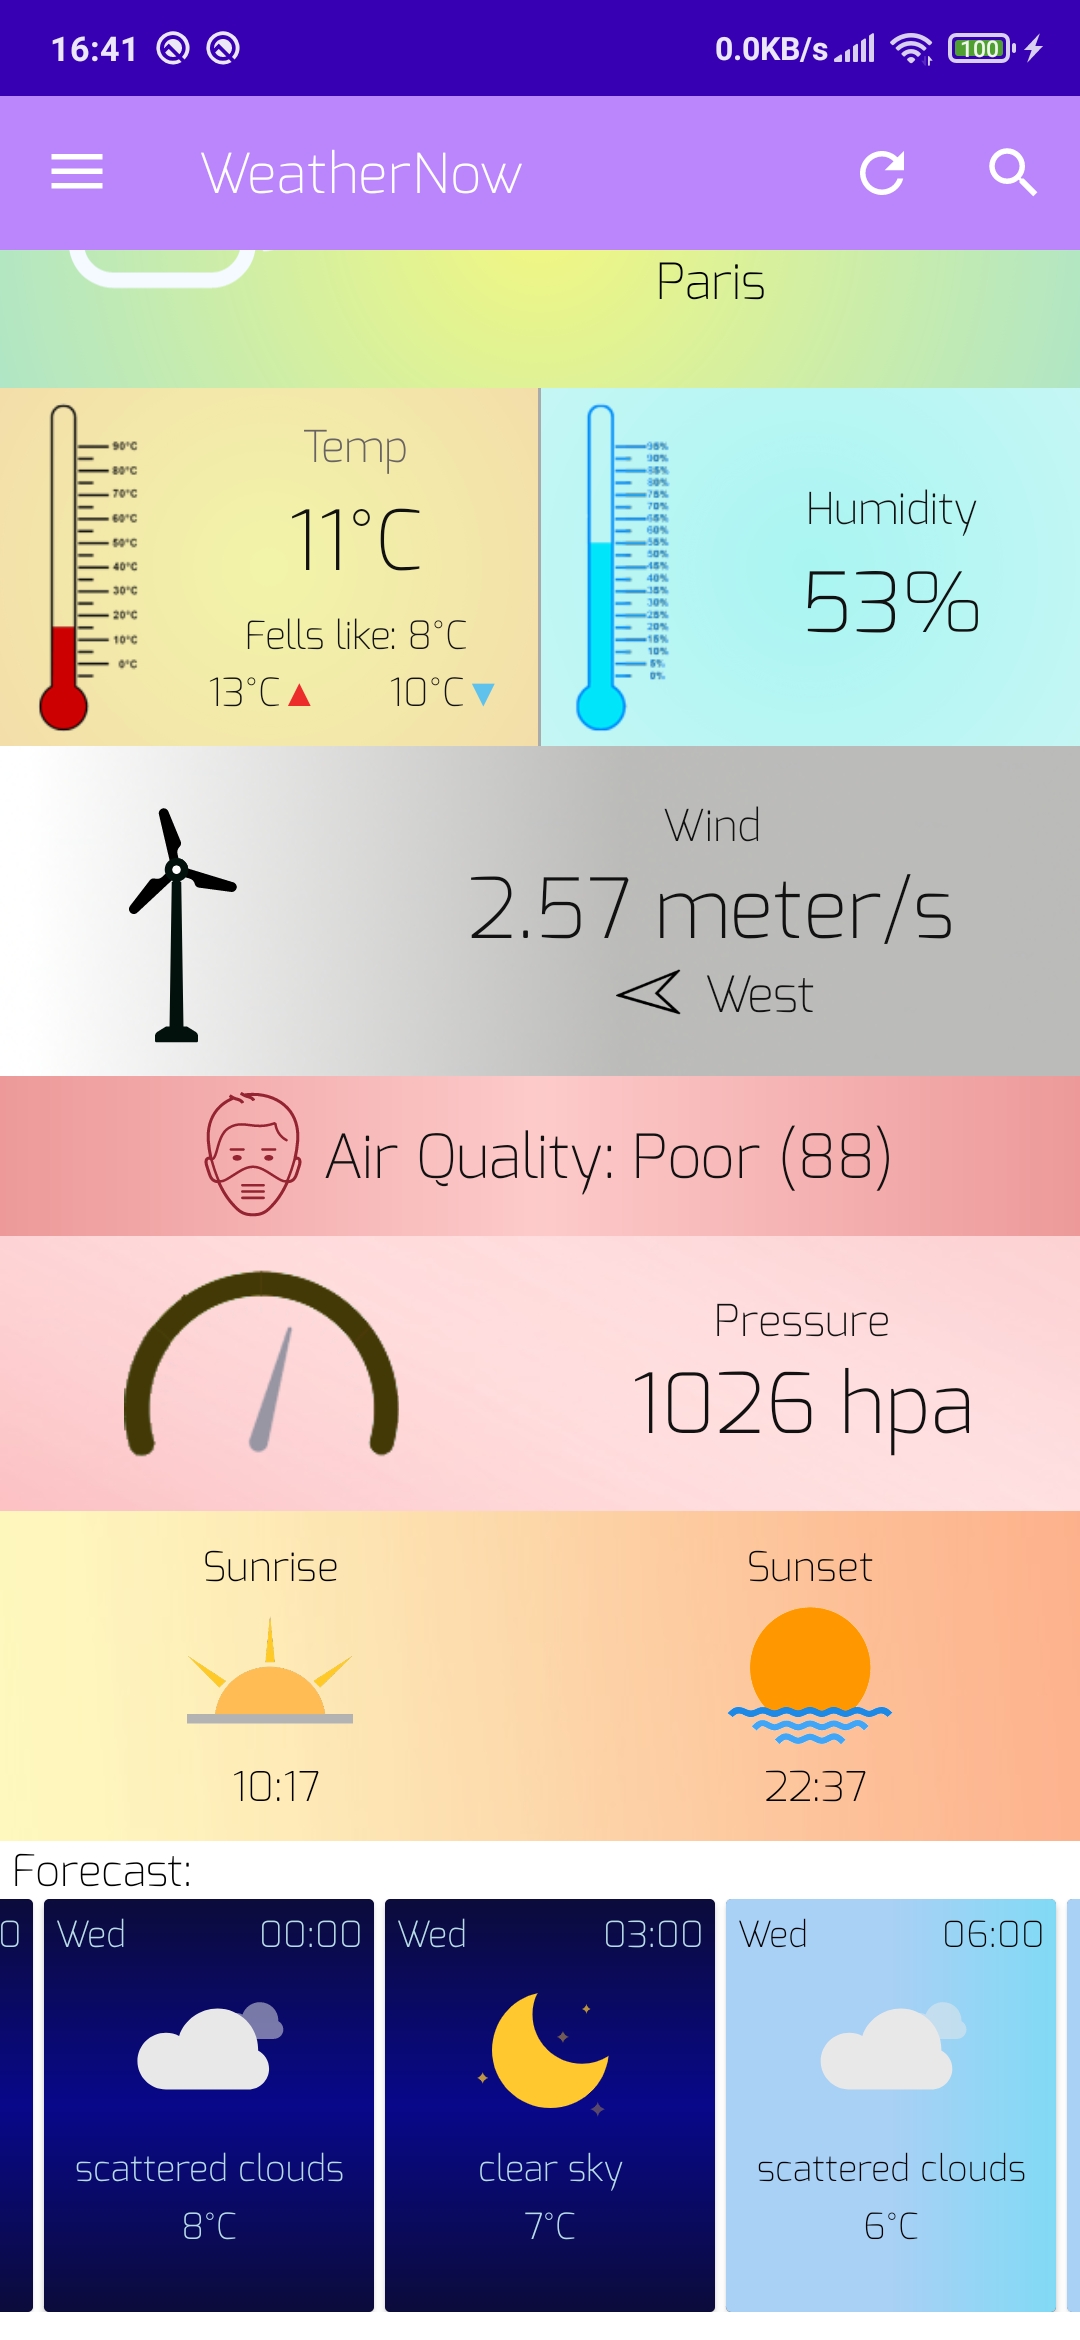 16:41 0.0KB/s 100
WeatherNow
Paris
Temp
11°C
Fells like: 8°C
13°C 10°C
90°C
80°C
70°C
60°C
50°C
40°C
30°C
20°C
10°C
0°C
Humidity
53%
95%
90%
85%
80%
75%
70%
65%
60%
55%
50%
45%
40%
35%
30%
25%
20%
15%
10%
5%
0%
Wind
2.57 meter/s
West
Air Quality: Poor (88)
Pressure
1026 hpa
Sunrise
10:17
Sunset
22:37
Forecast:
0
Wed 00:00
scattered clouds
8°C
Wed 03:00
clear sky
7°C
Wed 06:00
scattered clouds
6°C